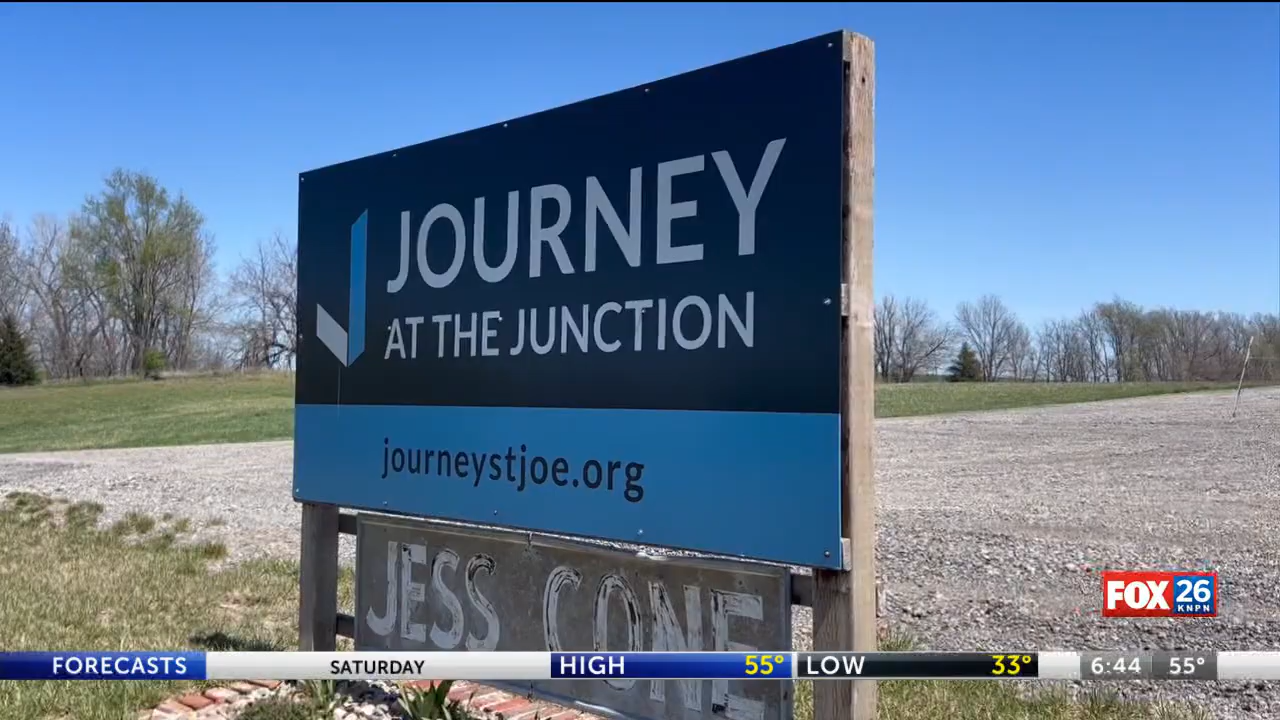 JOURNEY
AT THE JUNCTION
journeystjoe.org
JESS CONE
FOX 26
KNPN
FORECASTS SATURDAY HIGH 55° LOW 33° 6:44 55°